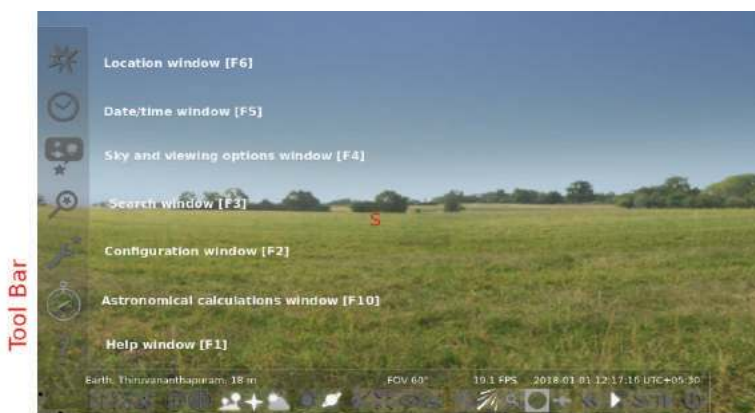 Location window [F6]
Date/time window [F5]
Sky and viewing options window [F4]
Search window [F3]
S
Configuration window [F2]
Astronomical calculations window [F10]
Help window [F1]
Tool Bar
Earth, Thiruvananthapuram, 18 m FOV 60° 19.1 FPS 2018-01-01 12:17:16 UTC+05:30